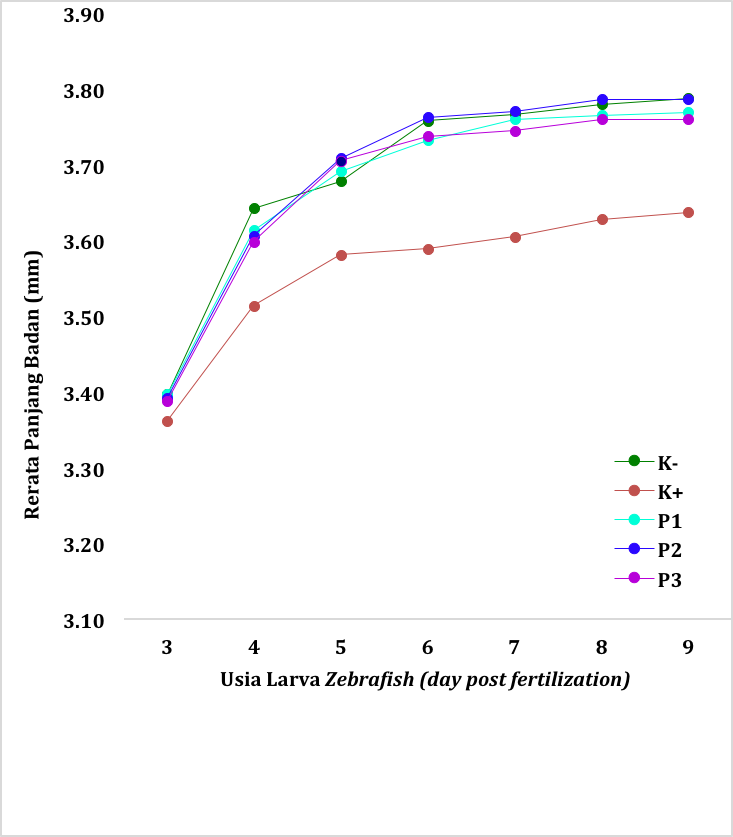 3.90
3.80
3.70
3.60
3.50
3.40
3.30
3.20
3.10
Rerata Panjang Badan (mm)
K-
K+
P1
P2
P3
3 4 5 6 7 8 9
Usia Larva Zebrafish (day post fertilization)